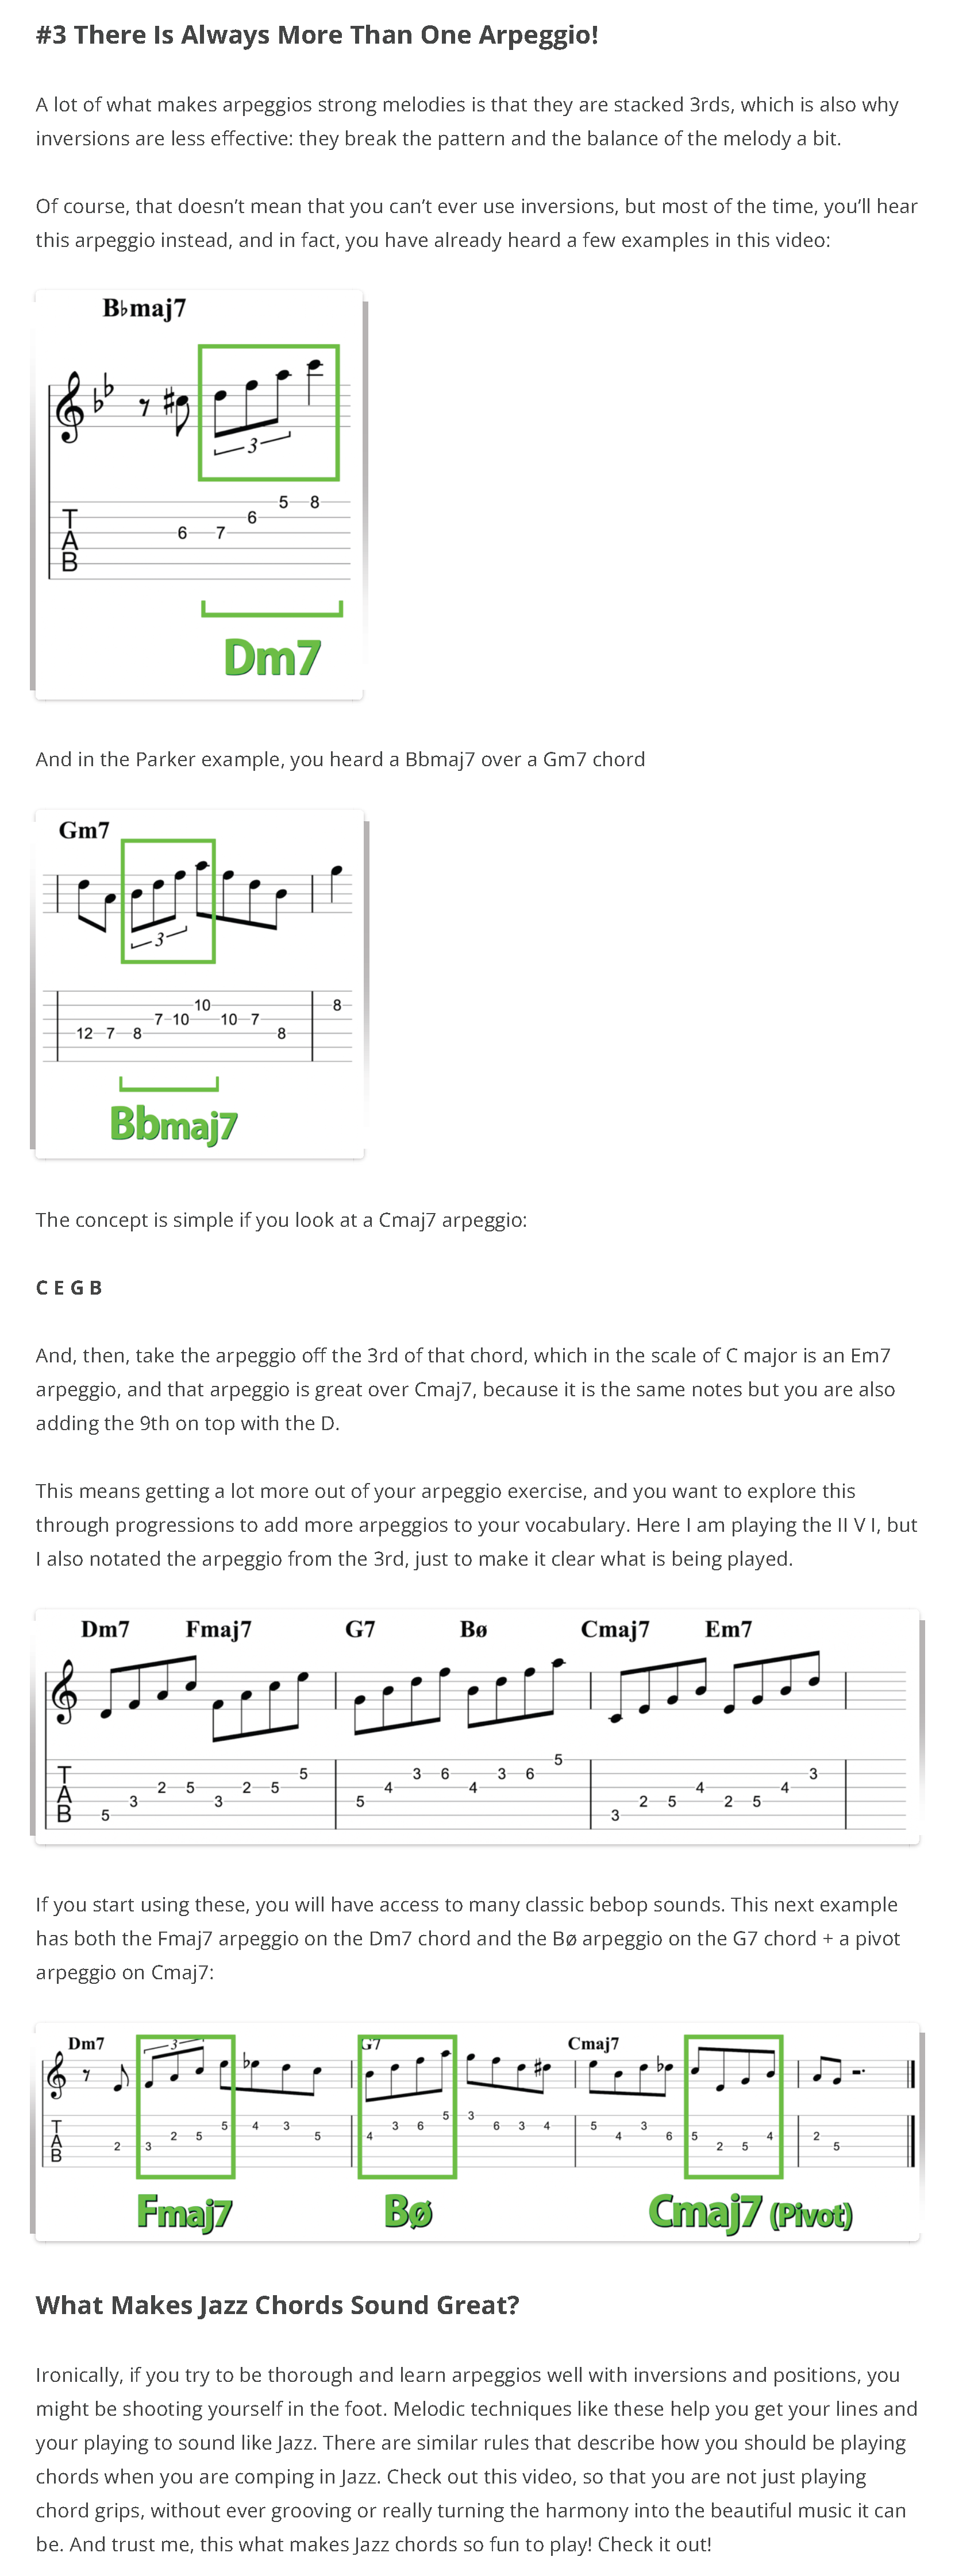 #3 There Is Always More Than One Arpeggio!
A lot of what makes arpeggios strong melodies is that they are stacked 3rds, which is also why
inversions are less effective: they break the pattern and the balance of the melody a bit.
Of course, that doesn’t mean that you can’t ever use inversions, but most of the time, you’ll hear
this arpeggio instead, and in fact, you have already heard a few examples in this video:
B♭maj7
3
5 8
6
6 7
T
A
B
Dm7
And in the Parker example, you heard a Bbmaj7 over a Gm7 chord
Gm7
3
10 8
7 10 10 7
12 7 8 8
Bbmaj7
The concept is simple if you look at a Cmaj7 arpeggio:
C E G B
And, then, take the arpeggio off the 3rd of that chord, which in the scale of C major is an Em7
arpeggio, and that arpeggio is great over Cmaj7, because it is the same notes but you are also
adding the 9th on top with the D.
This means getting a lot more out of your arpeggio exercise, and you want to explore this
through progressions to add more arpeggios to your vocabulary. Here I am playing the II V I, but
I also notated the arpeggio from the 3rd, just to make it clear what is being played.
Dm7 Fmaj7 G7 Bø Cmaj7 Em7
5
5 3 6 3 6 3
2 5 2 5 4 4 4 4
3 3 5 2 5 2 5
5 3
T
A
B
If you start using these, you will have access to many classic bebop sounds. This next example
has both the Fmaj7 arpeggio on the Dm7 chord and the Bø arpeggio on the G7 chord + a pivot
arpeggio on Cmaj7:
Dm7 G7 Cmaj7
3
5 3
5 4 3 3 6 6 3 4 5 3
2 5 5 4 4 6 5 4 2
2 3 2 5 5
T
A
B
Fmaj7 Bø Cmaj7 (Pivot)
What Makes Jazz Chords Sound Great?
Ironically, if you try to be thorough and learn arpeggios well with inversions and positions, you
might be shooting yourself in the foot. Melodic techniques like these help you get your lines and
your playing to sound like Jazz. There are similar rules that describe how you should be playing
chords when you are comping in Jazz. Check out this video, so that you are not just playing
chord grips, without ever grooving or really turning the harmony into the beautiful music it can
be. And trust me, this what makes Jazz chords so fun to play! Check it out!